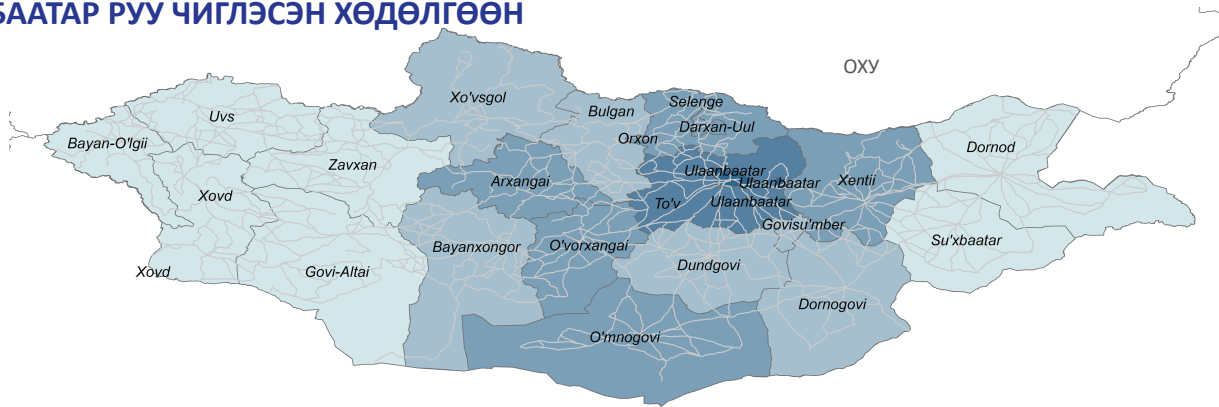 БААТАР РУУ ЧИГЛЭСЭН ХӨДӨЛГӨӨН
ОХУ
Xo'vsgol
Selenge
Bulgan
Uvs
Darxan-Uul
Orxon
Bayan-O'lgii
Dornod
Zavxan
Ulaanbaatar
Arxangai
Ulaanbaatar
Xentii
Xovd
To'v
Ulaanbaatar
Govisu'mber
Su'xbaatar
Bayanxongor
O'vorxangai
Dundgovi
Xovd
Govi-Altai
Dornogovi
O'mnogovi